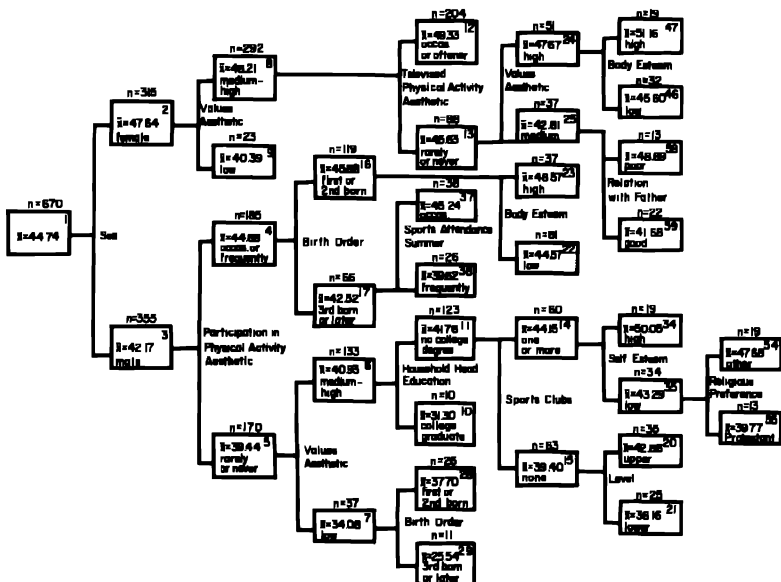 n=670
1
x̄=44.74
Sex
n=315
2
x̄=47.64
female
n=355
3
x̄=42.17
male
Values
Aesthetic
n=292
8
x̄=48.21
medium-
high
n=23
x̄=40.39
low
Participation in
Physical Activity
Aesthetic
n=185
4
x̄=44.68
occas. or
frequently
n=170
5
x̄=39.44
rarely
or never
Birth Order
n=119
16
first or
2nd born
n=66
17
x̄=42.52
3rd born
or later
Values
Aesthetic
n=133
6
x̄=40.95
medium-
high
n=37
7
x̄=34.08
low
Televised
Physical Activity
Aesthetic
n=204
12
x̄=49.33
occas.
or oftener
n=88
13
x̄=45.63
rarely
or never
Sports Attendance
Summer
n=38
37
x̄=45.24
occas.
n=26
38
frequently
Household Head
Education
n=123
11
x̄=41.76
no college
degree
n=10
10
x̄=31.30
college
graduate
Birth Order
n=26
28
x̄=37.70
first or
2nd born
n=11
29
x̄=25.54
3rd born
or later
Values
Aesthetic
n=51
24
x̄=47.67
high
n=37
25
x̄=42.81
medium
Body Esteem
n=37
23
x̄=48.57
high
n=81
22
x̄=44.57
low
Sports Clubs
n=60
14
x̄=44.15
one
or more
n=63
15
x̄=39.40
none
Body Esteem
n=19
47
x̄=51.16
high
n=32
46
x̄=45.60
low
Relation
with Father
n=13
poor
n=22
39
x̄=41.68
good
Self Esteem
n=19
34
x̄=50.05
high
n=34
35
x̄=43.29
low
Level
20
upper
21
x̄=36.16
lower
Religious
Preference
n=19
54
x̄=47.68
other
n=13
55
x̄=39.77
Protestant